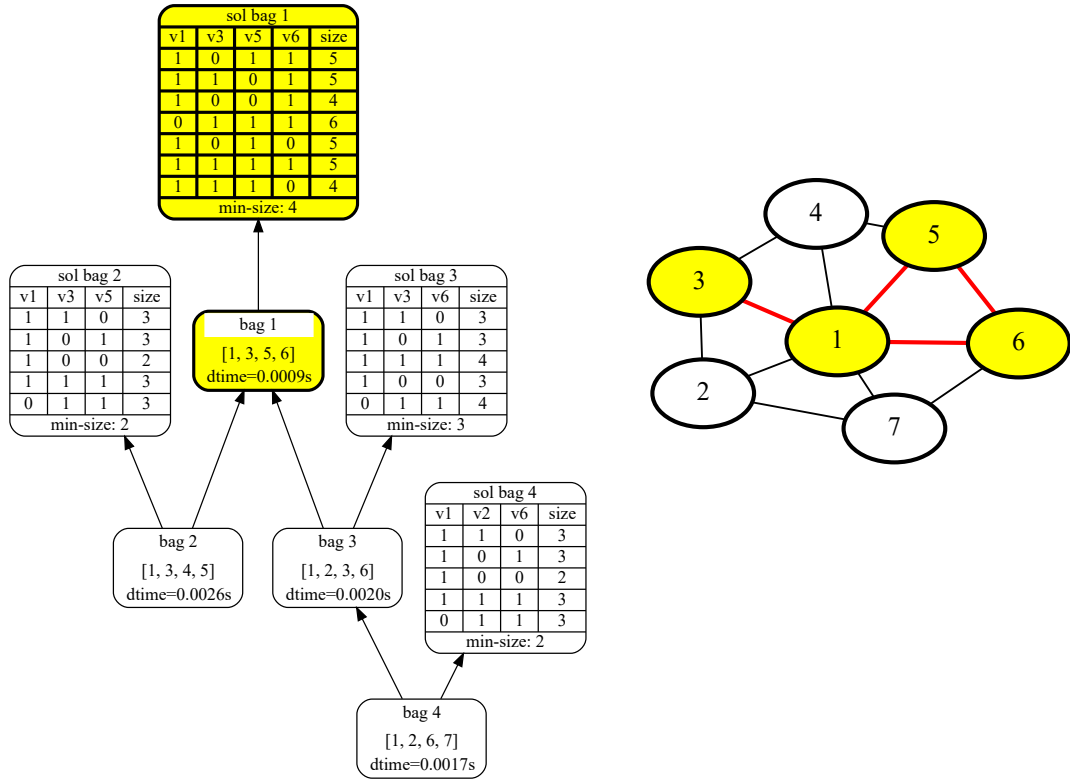 sol bag 1
v1 v3 v5 v6 size
1 0 1 1 5
1 1 0 1 5
1 0 0 1 4
0 1 1 1 6
1 0 1 0 5
1 1 1 1 5
1 1 1 0 4
min-size: 4
sol bag 2
v1 v3 v5 size
1 1 0 3
1 0 1 3
1 0 0 2
1 1 1 3
0 1 1 3
min-size: 2
bag 1
[1, 3, 5, 6]
dtime=0.0009s
sol bag 3
v1 v3 v6 size
1 1 0 3
1 0 1 3
1 1 1 4
1 0 0 3
0 1 1 4
min-size: 3
bag 2
[1, 3, 4, 5]
dtime=0.0026s
bag 3
[1, 2, 3, 6]
dtime=0.0020s
sol bag 4
v1 v2 v6 size
1 1 0 3
1 0 1 3
1 0 0 2
1 1 1 3
0 1 1 3
min-size: 2
bag 4
[1, 2, 6, 7]
dtime=0.0017s
4
5
3
1
6
2
7